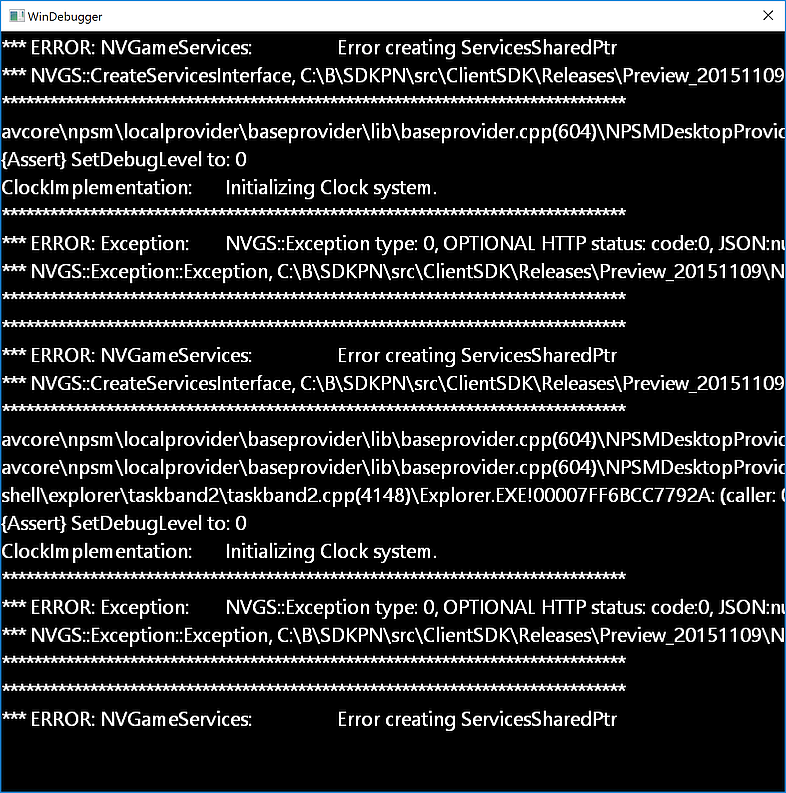 WinDebugger
*** ERROR: NVGameServices: Error creating ServicesSharedPtr
*** NVGS::CreateServicesInterface, C:\B\SDKPN\src\ClientSDK\Releases\Preview_20151109
********************************************************************************
avcore\npsm\localprovider\baseprovider\lib\baseprovider.cpp(604)\NPSMDesktopProvid
{Assert} SetDebugLevel to: 0
ClockImplementation: Initializing Clock system.
********************************************************************************
*** ERROR: Exception: NVGS::Exception type: 0, OPTIONAL HTTP status: code:0, JSON:nu
*** NVGS::Exception::Exception, C:\B\SDKPN\src\ClientSDK\Releases\Preview_20151109\N
********************************************************************************
********************************************************************************
*** ERROR: NVGameServices: Error creating ServicesSharedPtr
*** NVGS::CreateServicesInterface, C:\B\SDKPN\src\ClientSDK\Releases\Preview_20151109
********************************************************************************
avcore\npsm\localprovider\baseprovider\lib\baseprovider.cpp(604)\NPSMDesktopProvid
avcore\npsm\localprovider\baseprovider\lib\baseprovider.cpp(604)\NPSMDesktopProvid
shell\explorer\taskband2\taskband2.cpp(4148)\Explorer.EXE!00007FF6BCC7792A: (caller: 0
{Assert} SetDebugLevel to: 0
ClockImplementation: Initializing Clock system.
********************************************************************************
*** ERROR: Exception: NVGS::Exception type: 0, OPTIONAL HTTP status: code:0, JSON:nu
*** NVGS::Exception::Exception, C:\B\SDKPN\src\ClientSDK\Releases\Preview_20151109\N
********************************************************************************
********************************************************************************
*** ERROR: NVGameServices: Error creating ServicesSharedPtr